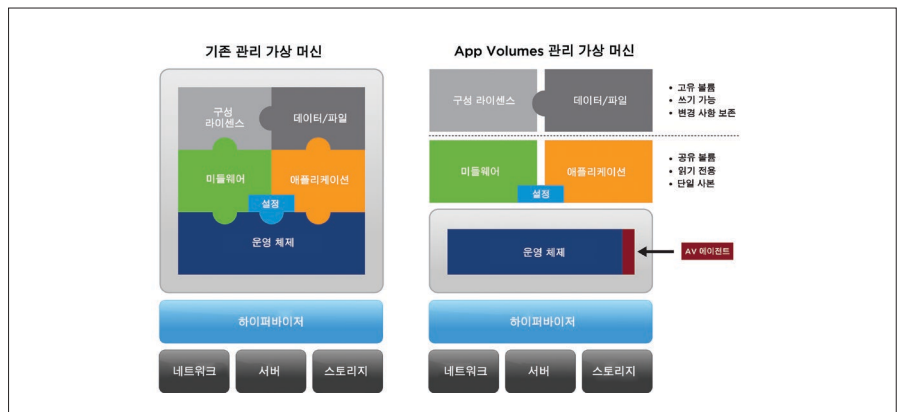 기존 관리 가상 머신
구성
라이센스
데이터/파일
미들웨어
애플리케이션
설정
운영 체제
하이퍼바이저
네트워크
서버
스토리지
App Volumes 관리 가상 머신
구성 라이센스
데이터/파일
• 고유 볼륨
• 쓰기 가능
• 변경 사항 보존
미들웨어
애플리케이션
설정
• 공유 볼륨
• 읽기 전용
• 단일 사본
운영 체제
AV 에이전트
하이퍼바이저
네트워크
서버
스토리지